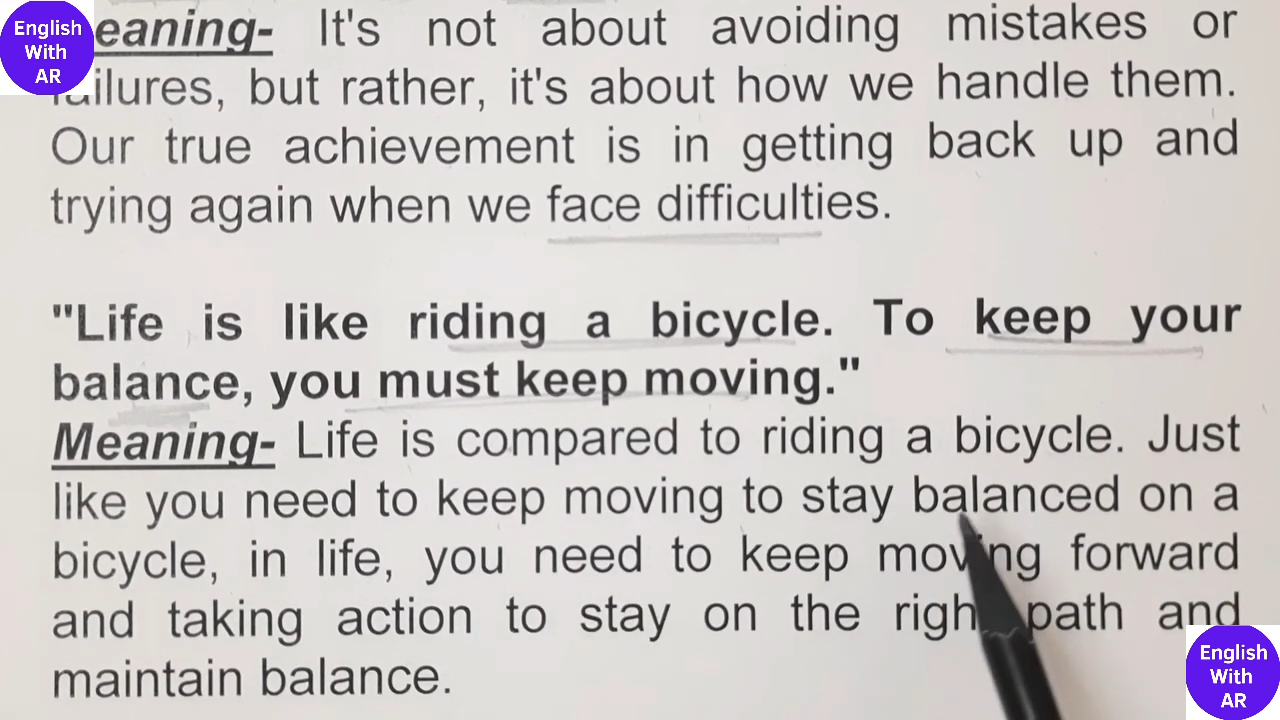 English
With
AR
eaning- It's not about avoiding mistakes or
failures, but rather, it's about how we handle them.
Our true achievement is in getting back up and
trying again when we face difficulties.
"Life is like riding a bicycle. To keep your
balance, you must keep moving."
Meaning- Life is compared to riding a bicycle. Just
like you need to keep moving to stay balanced on a
bicycle, in life, you need to keep moving forward
and taking action to stay on the right path and
maintain balance.
English
With
AR